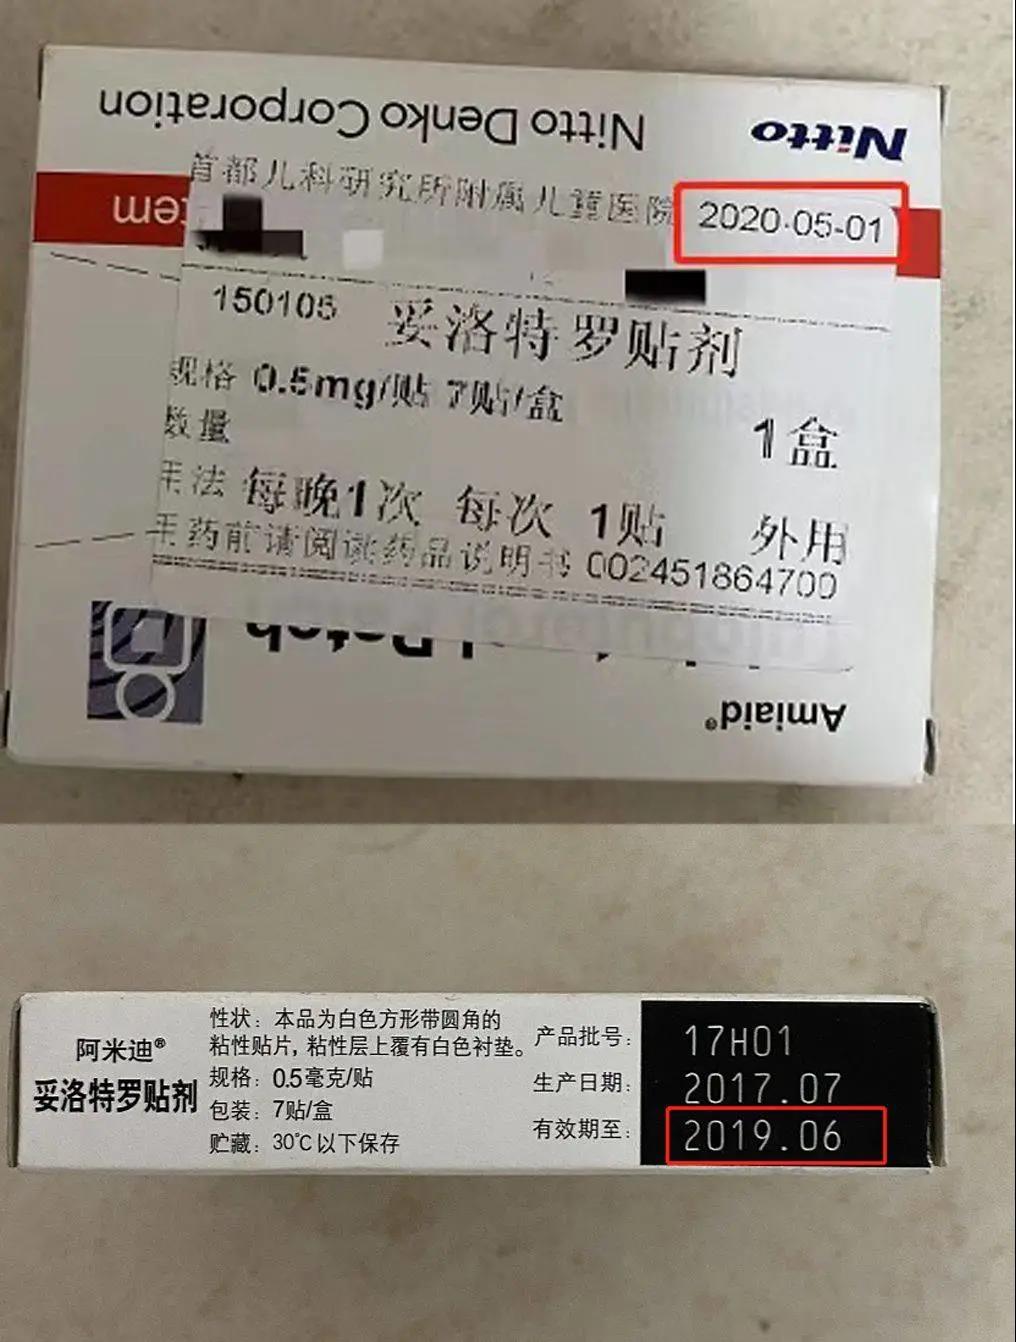 Nitto
Nitto Denko Corporation
首都儿科研究所附属儿童医院 2020-05-01
tem
150105 妥洛特罗贴剂
规格 0.5mg/贴 7贴/盒
数量 1盒
用法 每晚1次 每次 1贴 外用
用药前请阅读药品说明书 002451864700
Patch
Amiaid®
阿米迪®
妥洛特罗贴剂
性状：本品为白色方形带圆角的
粘性贴片，粘性层上覆有白色衬垫。
规格：0.5毫克/贴
包装：7贴/盒
贮藏：30℃以下保存
产品批号：17H01
生产日期：2017.07
有效期至：2019.06